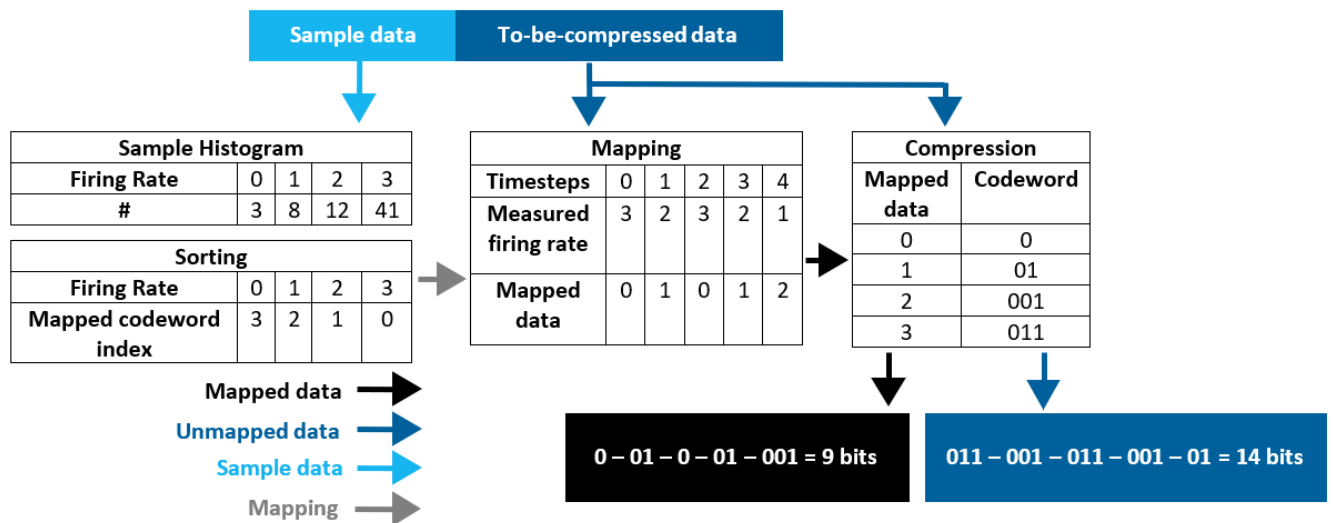 Sample data
To-be-compressed data
Sample Histogram
Firing Rate 0 1 2 3
# 3 8 12 41
Sorting
Firing Rate 0 1 2 3
Mapped codeword 3 2 1 0
index
Mapping
Timesteps 0 1 2 3 4
Measured 3 2 3 2 1
firing rate
Mapped 0 1 0 1 2
data
Compression
Mapped Codeword
data
0 0
1 01
2 001
3 011
Mapped data
Unmapped data
Sample data
Mapping
0 – 01 – 0 – 01 – 001 = 9 bits
011 – 001 – 011 – 001 – 01 = 14 bits